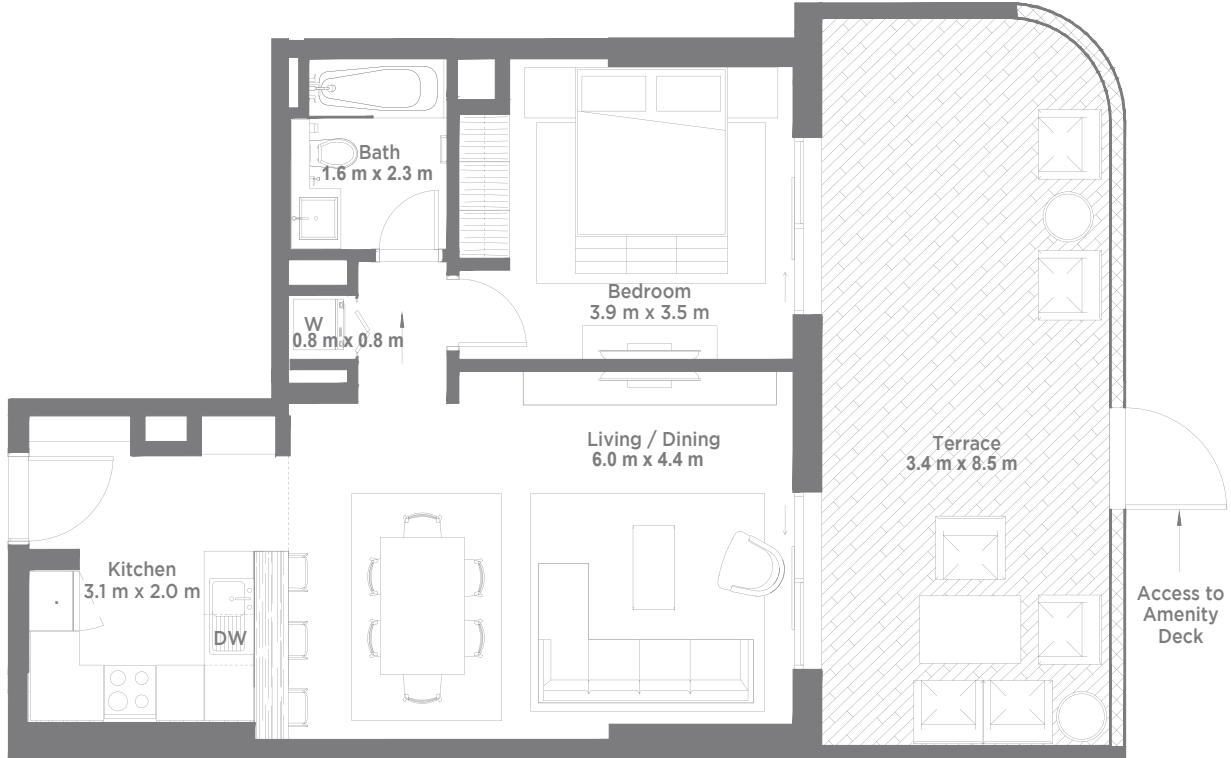 Bath
1.6 m x 2.3 m
Bedroom
3.9 m x 3.5 m
W
0.8 m x 0.8 m
Living / Dining
6.0 m x 4.4 m
Terrace
3.4 m x 8.5 m
Kitchen
3.1 m x 2.0 m
DW
Access to
Amenity
Deck